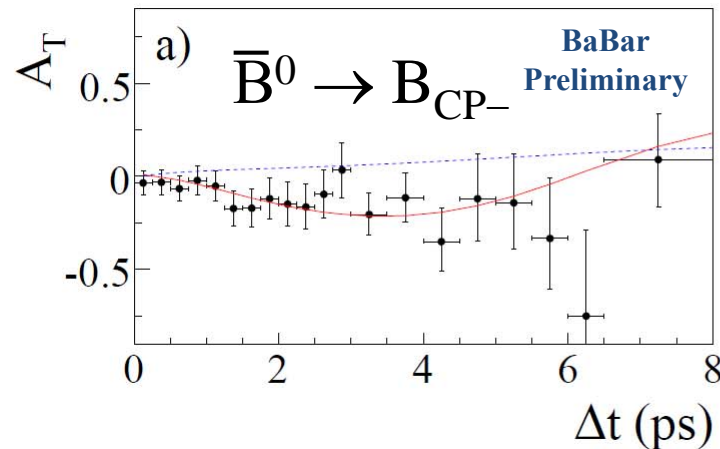 A_T
a)
B̅⁰ → B_CP−
BaBar
Preliminary
0.5
0
-0.5
0 2 4 6 8
Δt (ps)